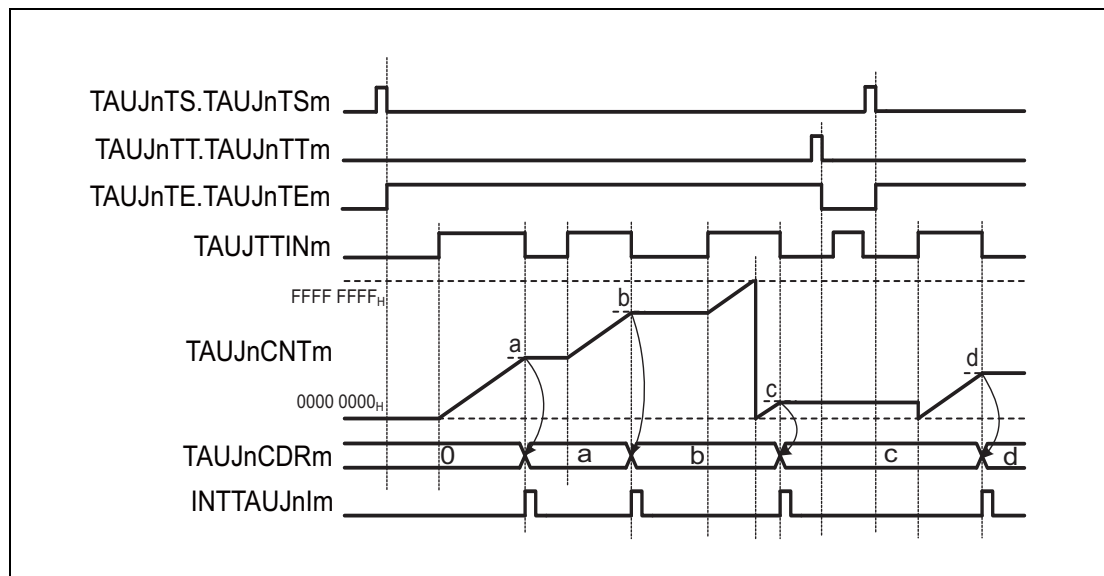 TAUJnTS.TAUJnTSm
TAUJnTT.TAUJnTTm
TAUJnTE.TAUJnTEm
TAUJTTINm
FFFF FFFFH
b
d
a
TAUJnCNTm
c
0000 0000H
TAUJnCDRm 0 a b c d
INTTAUJnIm